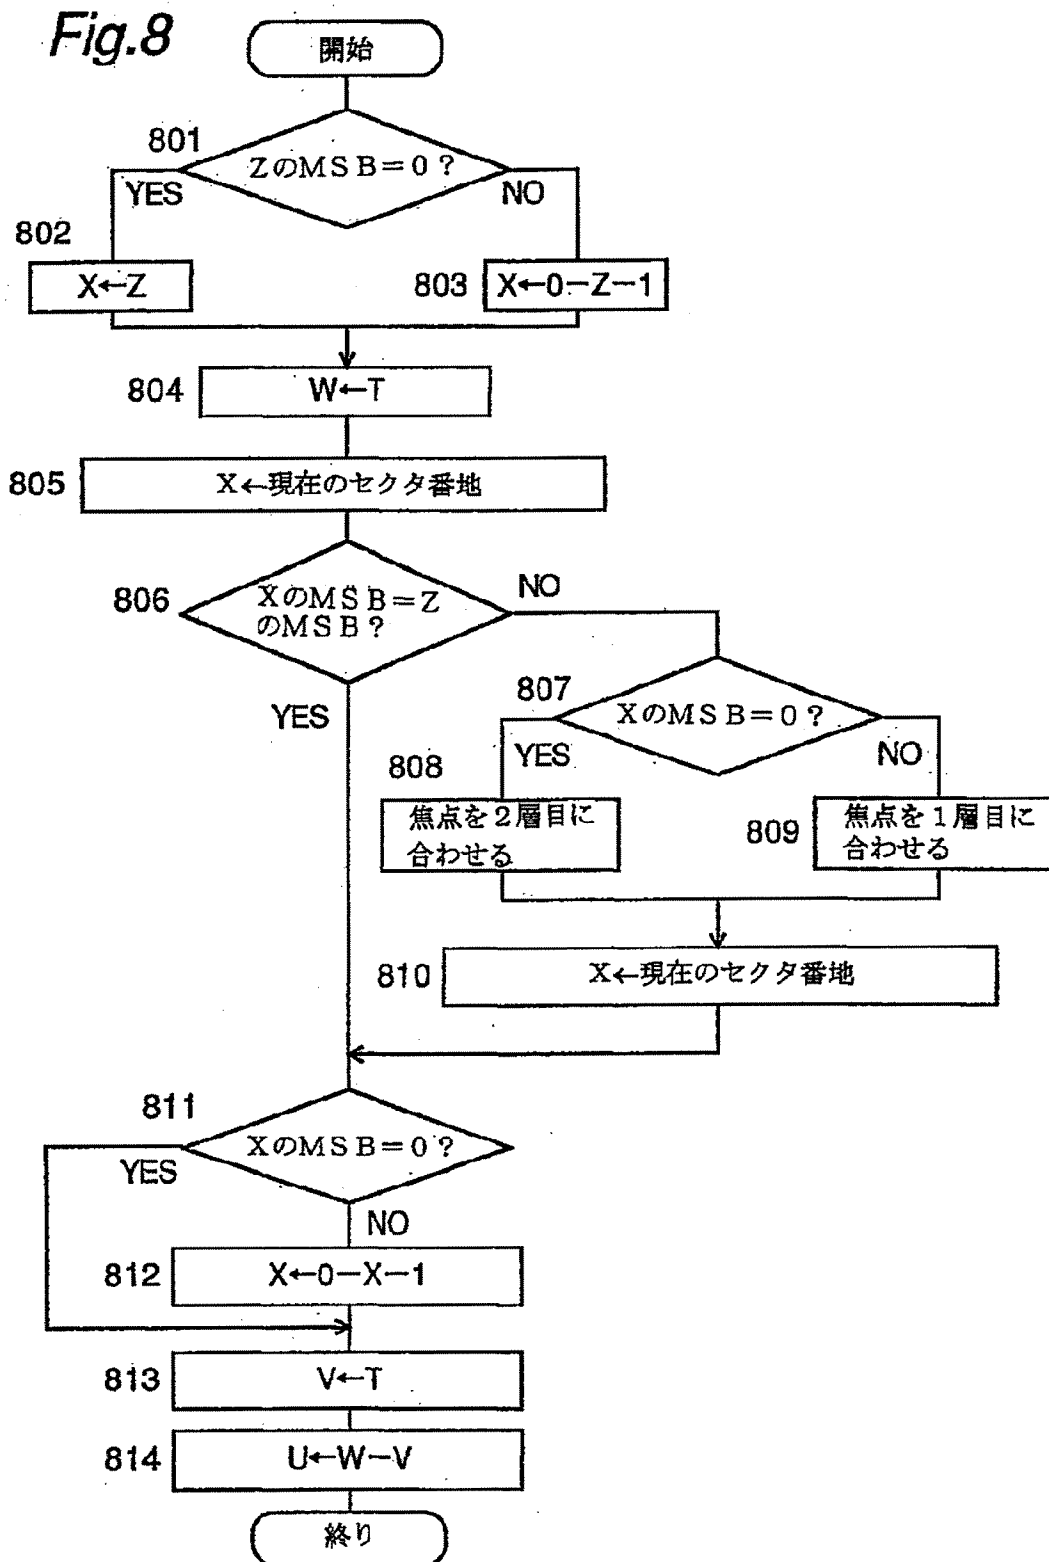 Fig.8
開始
801
ZのMSB=0?
YES
NO
802
X←Z
803
X←0-Z-1
804
W←T
805
X←現在のセクタ番地
806
XのMSB=Z
のMSB?
NO
YES
807
XのMSB=0?
YES
NO
808
焦点を2層目に
合わせる
809
焦点を1層目に
合わせる
810
X←現在のセクタ番地
811
XのMSB=0?
YES
NO
812
X←0-X-1
813
V←T
814
U←W-V
終り